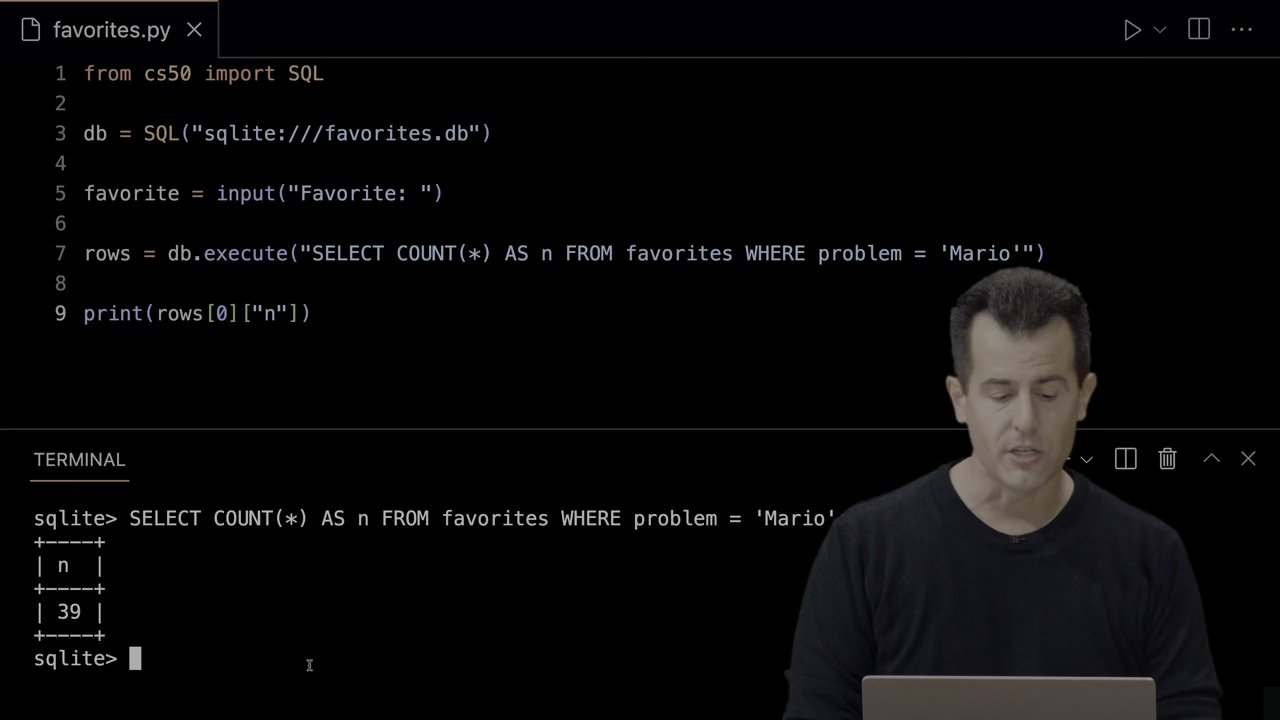 favorites.py
1 from cs50 import SQL
2
3 db = SQL("sqlite:///favorites.db")
4
5 favorite = input("Favorite: ")
6
7 rows = db.execute("SELECT COUNT(*) AS n FROM favorites WHERE problem = 'Mario'")
8
9 print(rows[0]["n"])
TERMINAL
sqlite> SELECT COUNT(*) AS n FROM favorites WHERE problem = 'Mario'
+----+
| n  |
+----+
| 39 |
+----+
sqlite>